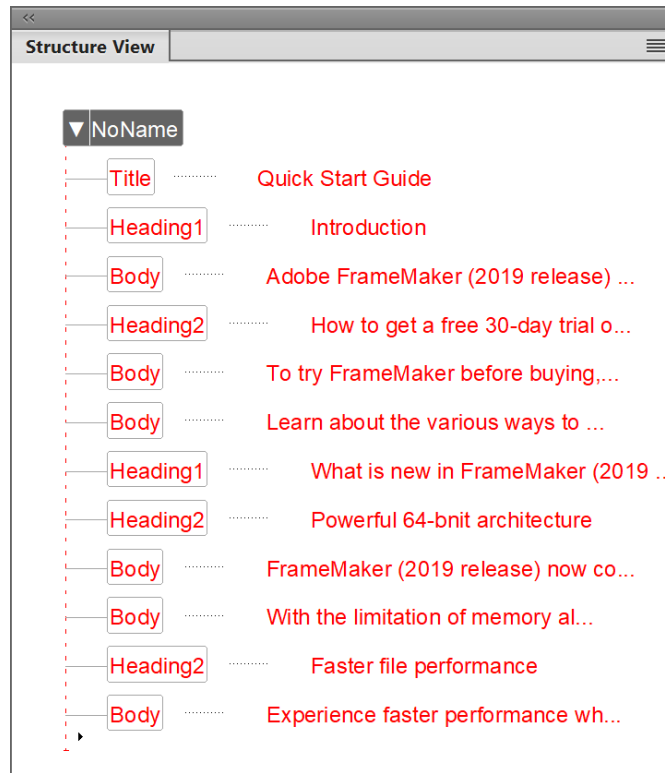 <<
Structure View
NoName
Title Quick Start Guide
Heading1 Introduction
Body Adobe FrameMaker (2019 release) ...
Heading2 How to get a free 30-day trial o...
Body To try FrameMaker before buying,...
Body Learn about the various ways to ...
Heading1 What is new in FrameMaker (2019 ..
Heading2 Powerful 64-bnit architecture
Body FrameMaker (2019 release) now co...
Body With the limitation of memory al...
Heading2 Faster file performance
Body Experience faster performance wh...